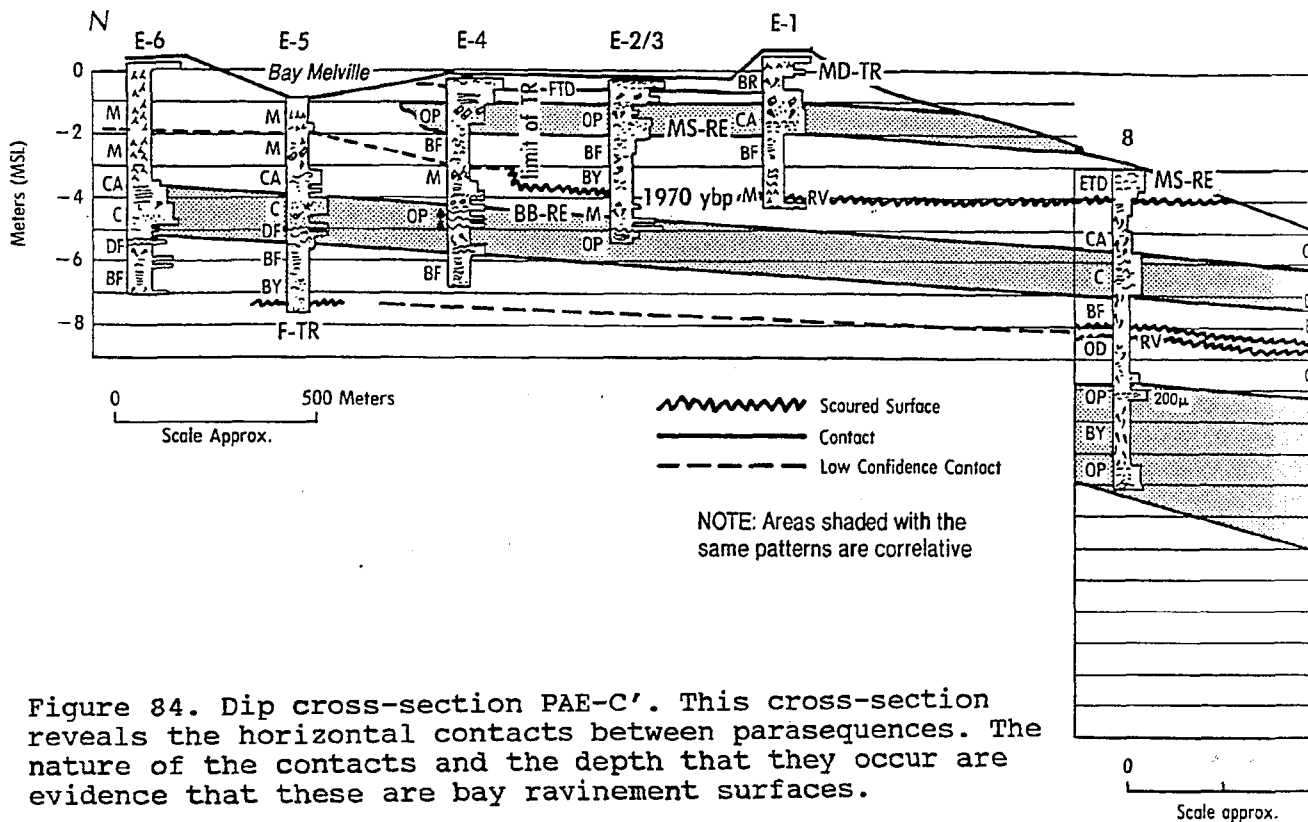 N
E-6 E-5 E-4 E-2/3 E-1
Bay Melville
0
-2
-4
-6
-8
Meters (MSL)
M
M
CA
C
DF
BF
M
M
CA
C
DF
BF
BY
F-TR
OP
BF
M
OP
BF
limit of TR
FTD
OP
BF
BY
M
OP
BB-RE
MS-RE
1970 ybp
BR
CA
BF
M
RV
MD-TR
8
ETD
MS-RE
CA
C
BF
OD
RV
OP
BY
OP
200μ
0 500 Meters
Scale Approx.
Scoured Surface
Contact
Low Confidence Contact
NOTE: Areas shaded with the
same patterns are correlative
0
Scale approx.
Figure 84. Dip cross-section PAE-C'. This cross-section
reveals the horizontal contacts between parasequences. The
nature of the contacts and the depth that they occur are
evidence that these are bay ravinement surfaces.